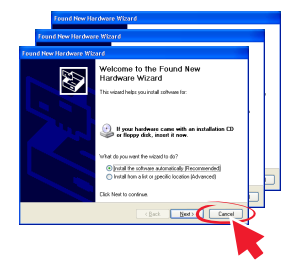 Found New Hardware Wizard
Found New Hardware Wizard
Found New Hardware Wizard
Welcome to the Found New
Hardware Wizard
This wizard helps you install software for:
If your hardware came with an installation CD
or floppy disk, insert it now.
What do you want the wizard to do?
Install the software automatically (Recommended)
Install from a list or specific location (Advanced)
Click Next to continue.
< Back
Next >
Cancel